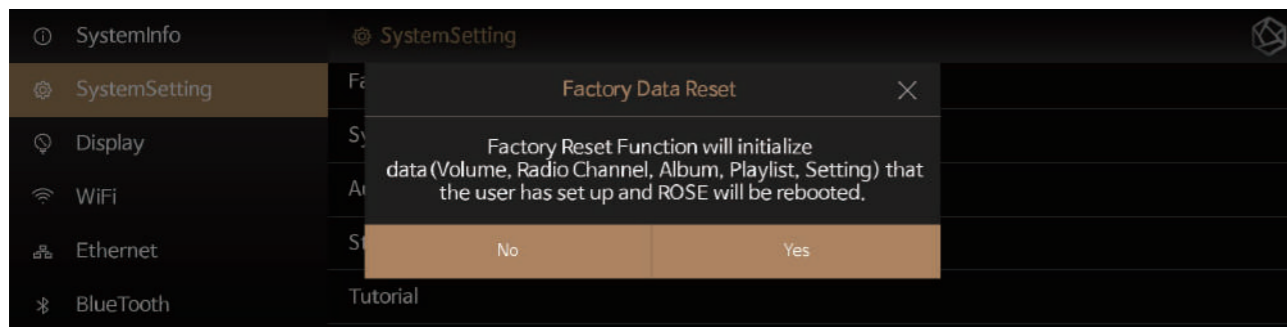 SystemInfo
SystemSetting
Display
WiFi
Ethernet
BlueTooth
SystemSetting
Factory Data Reset
Factory Reset Function will initialize
data(Volume, Radio Channel, Album, Playlist, Setting) that
the user has set up and ROSE will be rebooted.
No Yes
Tutorial